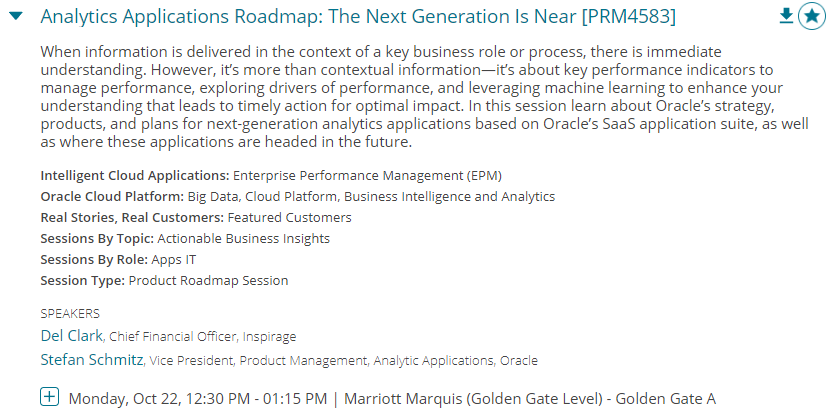 Analytics Applications Roadmap: The Next Generation Is Near [PRM4583]
When information is delivered in the context of a key business role or process, there is immediate
understanding. However, it’s more than contextual information—it’s about key performance indicators to
manage performance, exploring drivers of performance, and leveraging machine learning to enhance your
understanding that leads to timely action for optimal impact. In this session learn about Oracle’s strategy,
products, and plans for next-generation analytics applications based on Oracle’s SaaS application suite, as well
as where these applications are headed in the future.
Intelligent Cloud Applications: Enterprise Performance Management (EPM)
Oracle Cloud Platform: Big Data, Cloud Platform, Business Intelligence and Analytics
Real Stories, Real Customers: Featured Customers
Sessions By Topic: Actionable Business Insights
Sessions By Role: Apps IT
Session Type: Product Roadmap Session
SPEAKERS
Del Clark, Chief Financial Officer, Inspirage
Stefan Schmitz, Vice President, Product Management, Analytic Applications, Oracle
Monday, Oct 22, 12:30 PM - 01:15 PM | Marriott Marquis (Golden Gate Level) - Golden Gate A